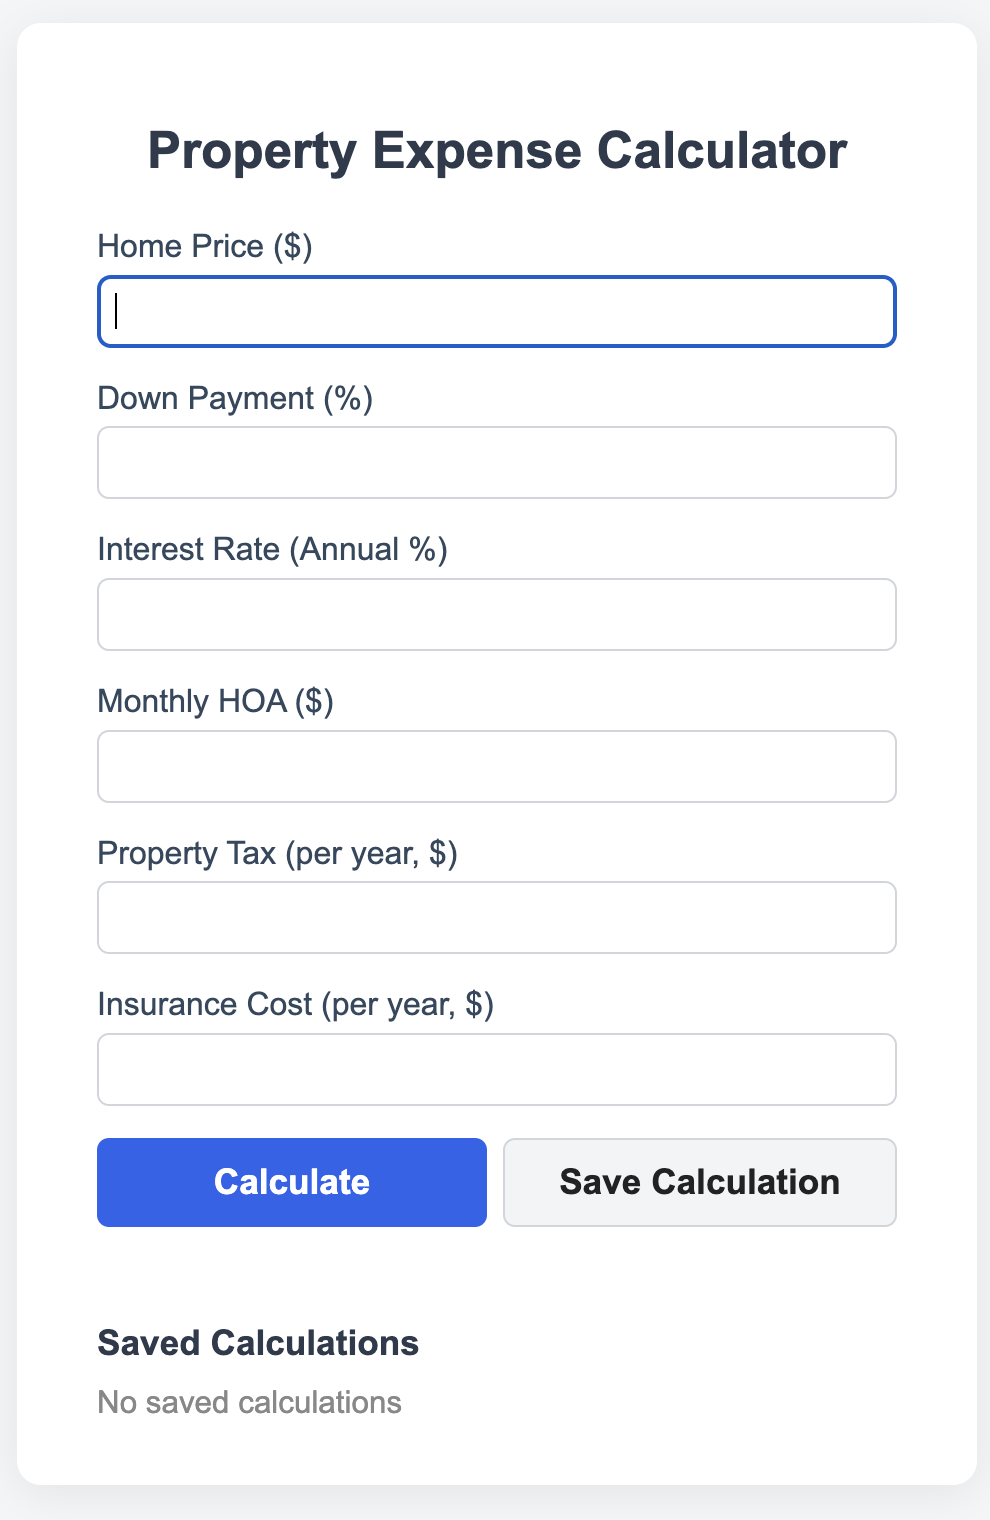 Property Expense Calculator
Home Price ($)
Down Payment (%)
Interest Rate (Annual %)
Monthly HOA ($)
Property Tax (per year, $)
Insurance Cost (per year, $)
Calculate Save Calculation
Saved Calculations
No saved calculations